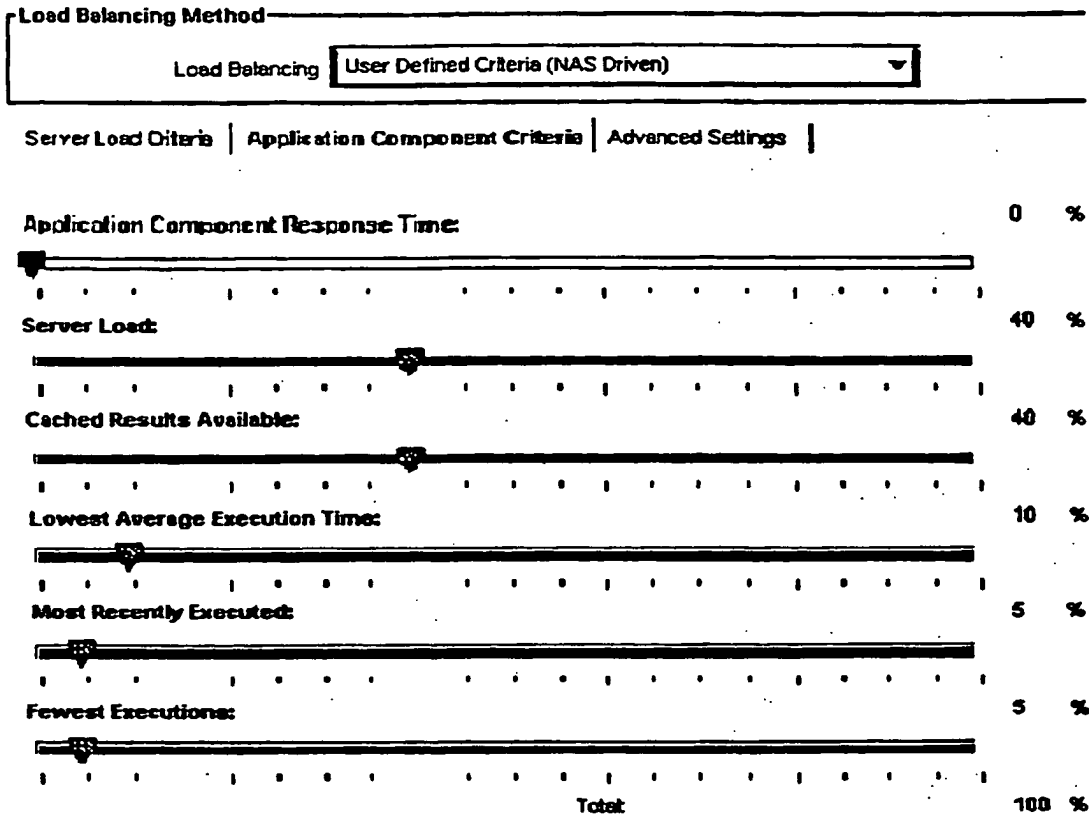 Load Balancing Method
Load Balancing User Defined Criteria (NAS Driven)
Server Load Criteria | Application Component Criteria | Advanced Settings |
Application Component Response Time: 0 %
Server Load: 40 %
Cached Results Available: 40 %
Lowest Average Execution Time: 10 %
Most Recently Executed: 5 %
Fewest Executions: 5 %
Total: 100 %